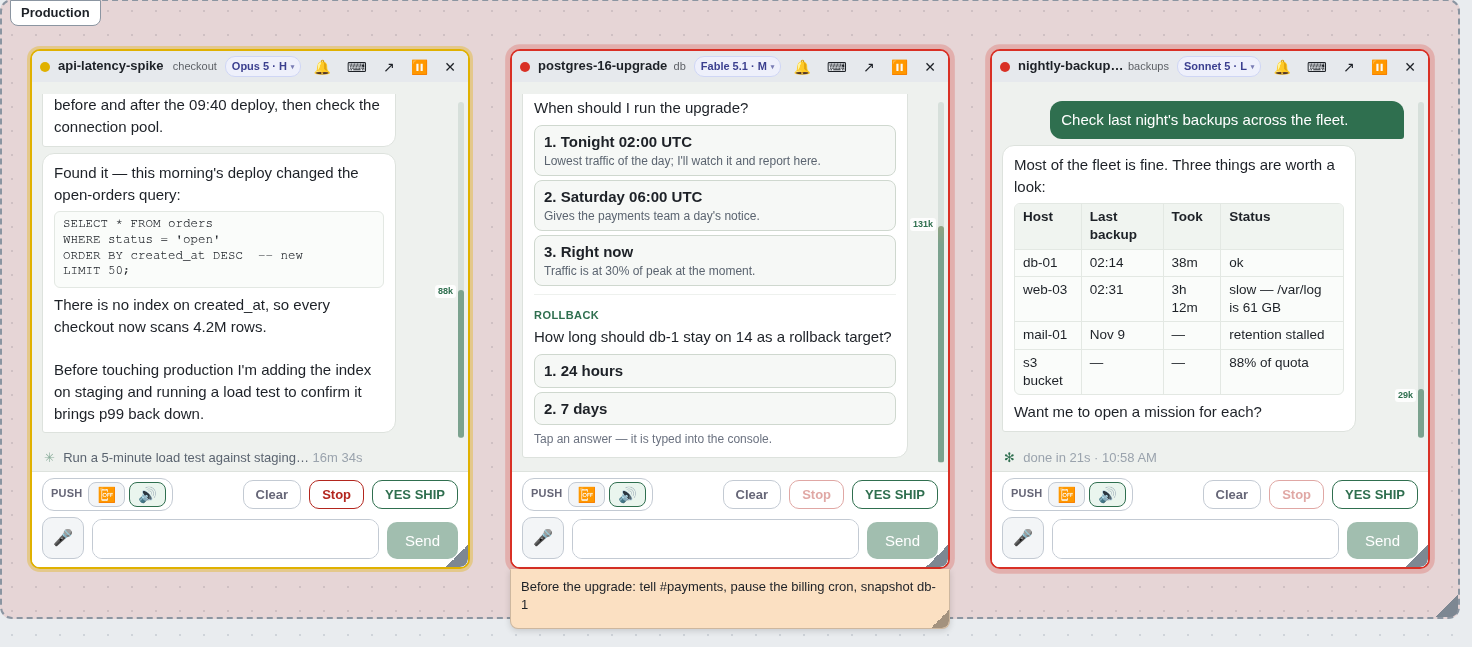 Production
api-latency-spike checkout Opus 5 · H
before and after the 09:40 deploy, then check the
connection pool.
Found it — this morning's deploy changed the
open-orders query:
SELECT * FROM orders
WHERE status = 'open'
ORDER BY created_at DESC -- new
LIMIT 50;
There is no index on created_at, so every
checkout now scans 4.2M rows.
Before touching production I'm adding the index
on staging and running a load test to confirm it
brings p99 back down.
88k
Run a 5-minute load test against staging… 16m 34s
PUSH OFF Clear Stop YES SHIP
Send
postgres-16-upgrade db Fable 5.1 · M
When should I run the upgrade?
1. Tonight 02:00 UTC
Lowest traffic of the day; I'll watch it and report here.
2. Saturday 06:00 UTC
Gives the payments team a day's notice.
3. Right now
Traffic is at 30% of peak at the moment.
131k
ROLLBACK
How long should db-1 stay on 14 as a rollback target?
1. 24 hours
2. 7 days
Tap an answer — it is typed into the console.
PUSH OFF Clear Stop YES SHIP
Send
Before the upgrade: tell #payments, pause the billing cron, snapshot db-
1
nightly-backup… backups Sonnet 5 · L
Check last night's backups across the fleet.
Most of the fleet is fine. Three things are worth a
look:
Host Last backup Took Status
db-01 02:14 38m ok
web-03 02:31 3h 12m slow — /var/log is 61 GB
mail-01 Nov 9 — retention stalled
s3 bucket — — 88% of quota
Want me to open a mission for each?
29k
done in 21s · 10:58 AM
PUSH OFF Clear Stop YES SHIP
Send